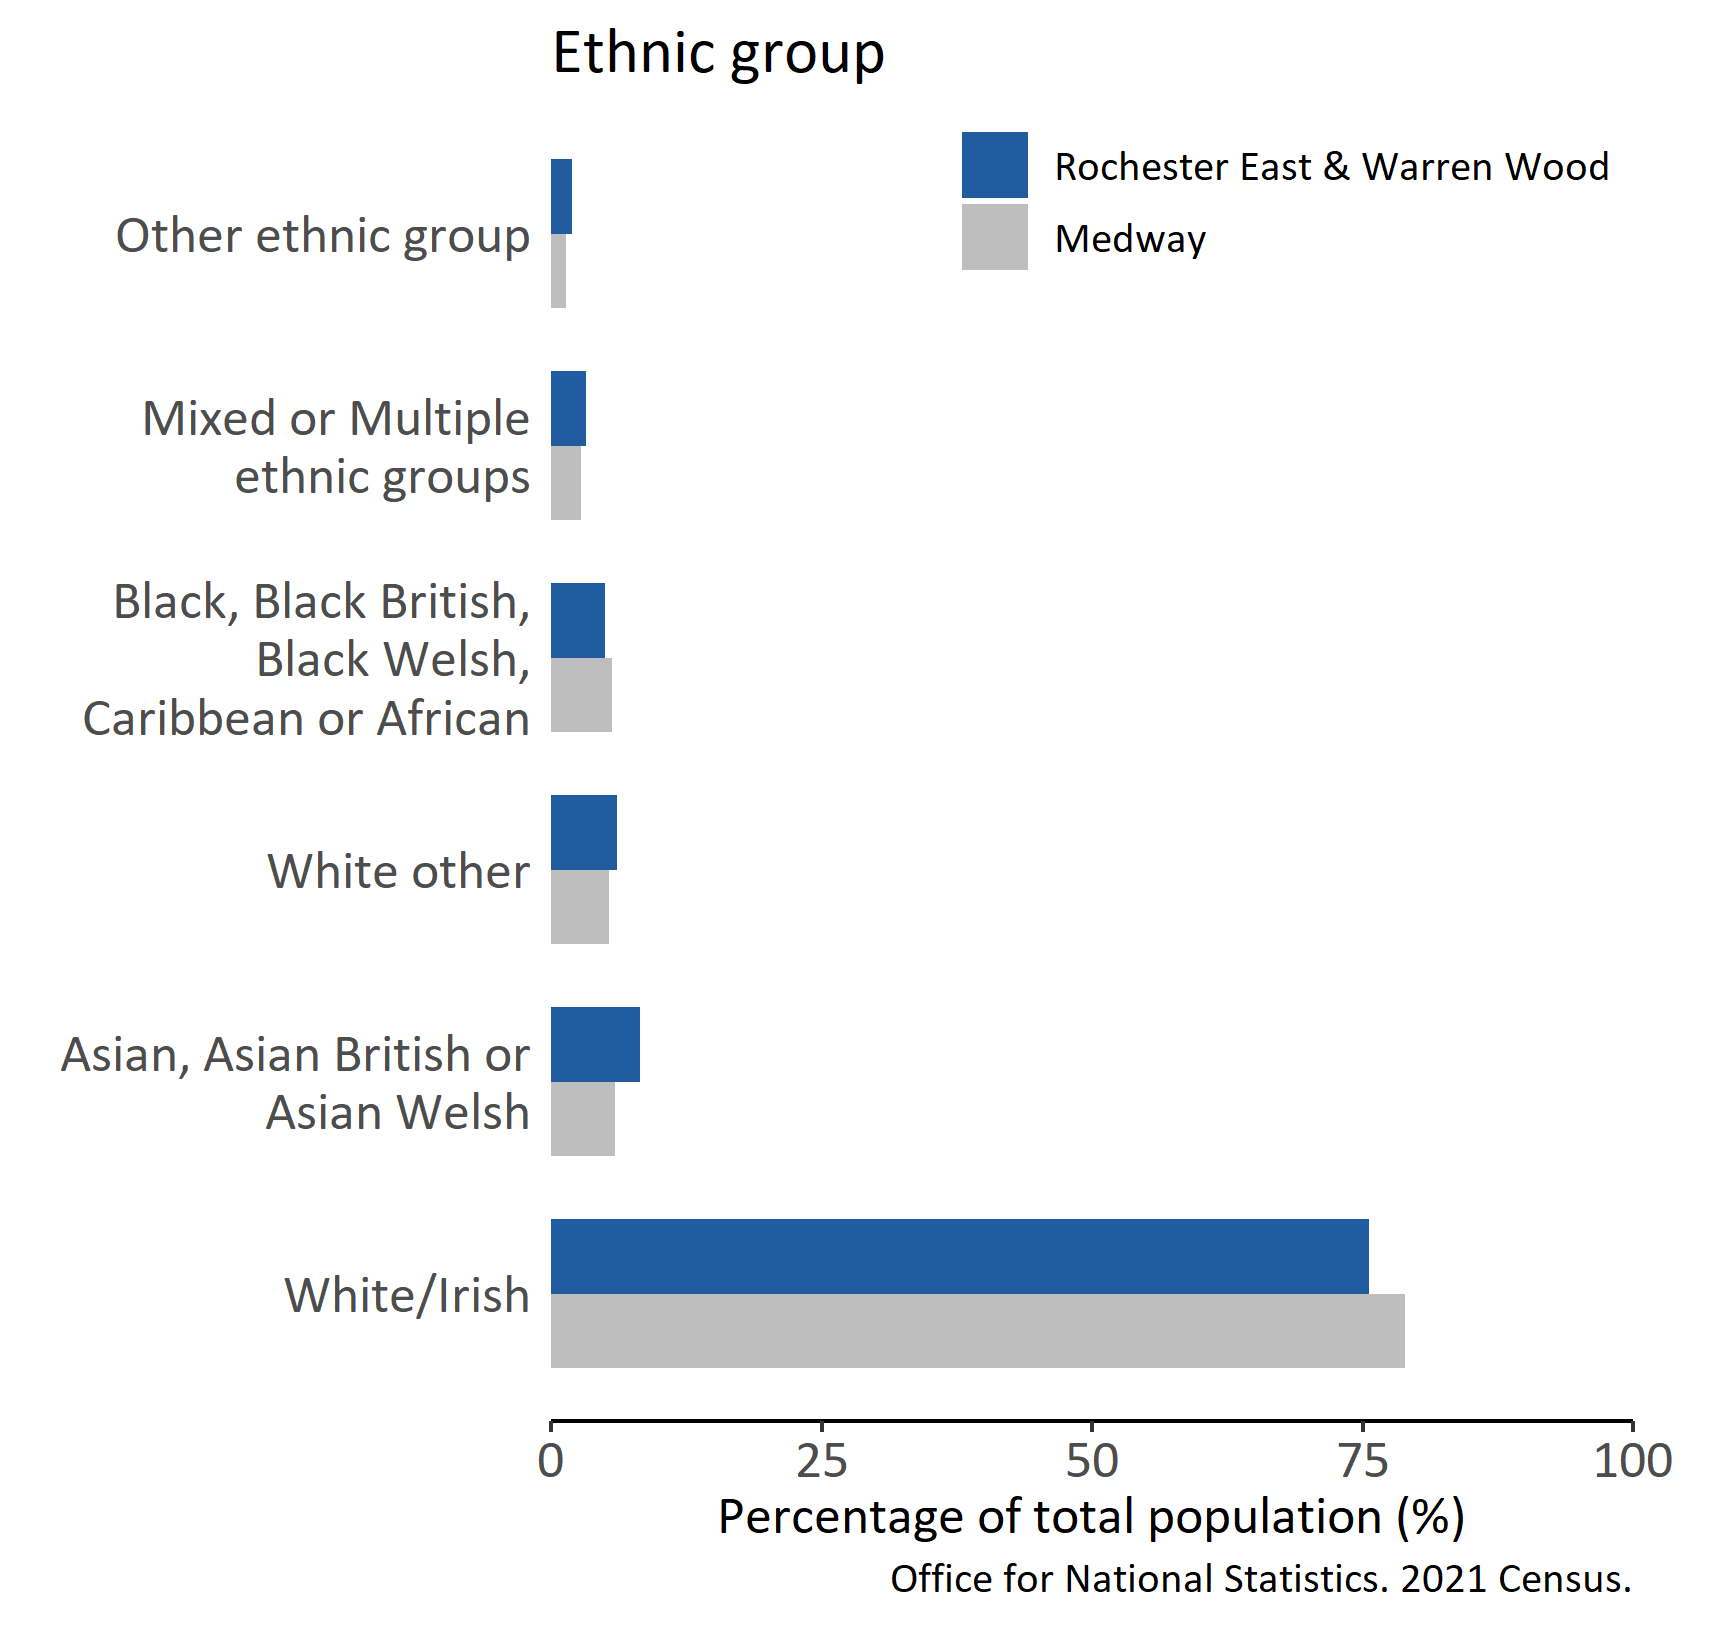 Ethnic group
Rochester East & Warren Wood
Medway
Other ethnic group
Mixed or Multiple
ethnic groups
Black, Black British,
Black Welsh,
Caribbean or African
White other
Asian, Asian British or
Asian Welsh
White/Irish
0 25 50 75 100
Percentage of total population (%)
Office for National Statistics. 2021 Census.